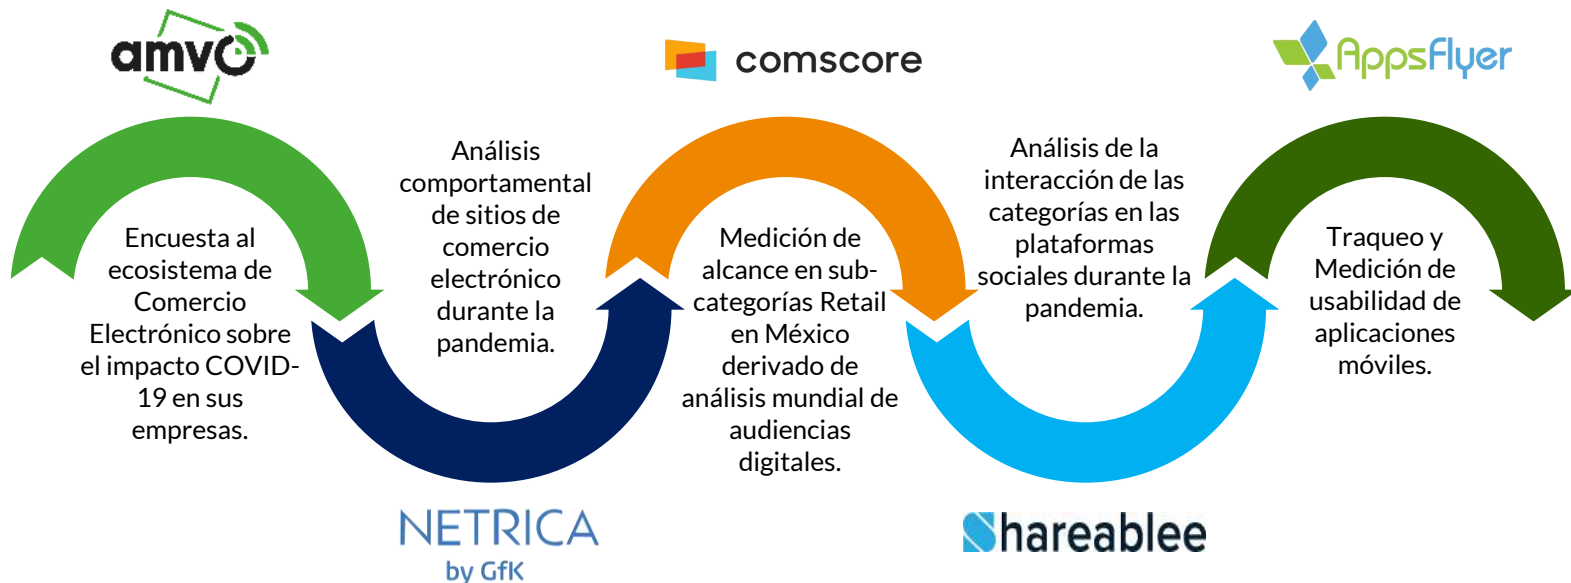 amvo
Encuesta al
ecosistema de
Comercio
Electrónico sobre
el impacto COVID-
19 en sus
empresas.
Análisis
comportamental
de sitios de
comercio
electrónico
durante la
pandemia.
NETRICA
by GfK
comscore
Medición de
alcance en sub-
categorías Retail
en México
derivado de
análisis mundial de
audiencias
digitales.
Análisis de la
interacción de las
categorías en las
plataformas
sociales durante la
pandemia.
Shareablee
AppsFlyer
Traqueo y
Medición de
usabilidad de
aplicaciones
móviles.